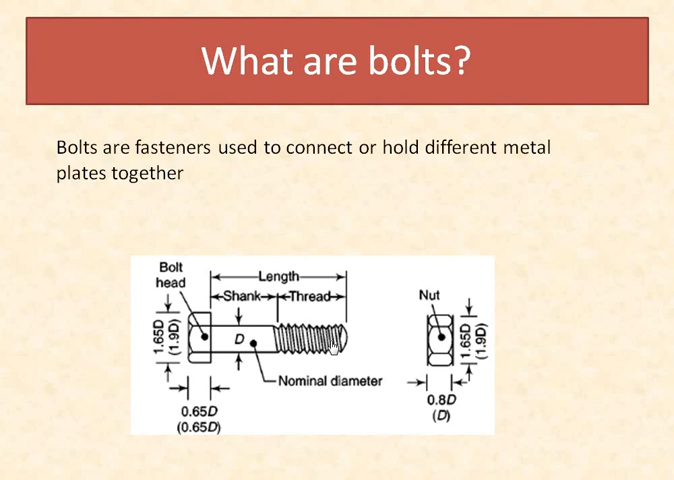 What are bolts?
Bolts are fasteners used to connect or hold different metal
plates together
Bolt
head
Length
Shank
Thread
Nut
1.65D
(1.9D)
D
1.65D
(1.9D)
Nominal diameter
0.65D
(0.65D)
0.8D
(D)